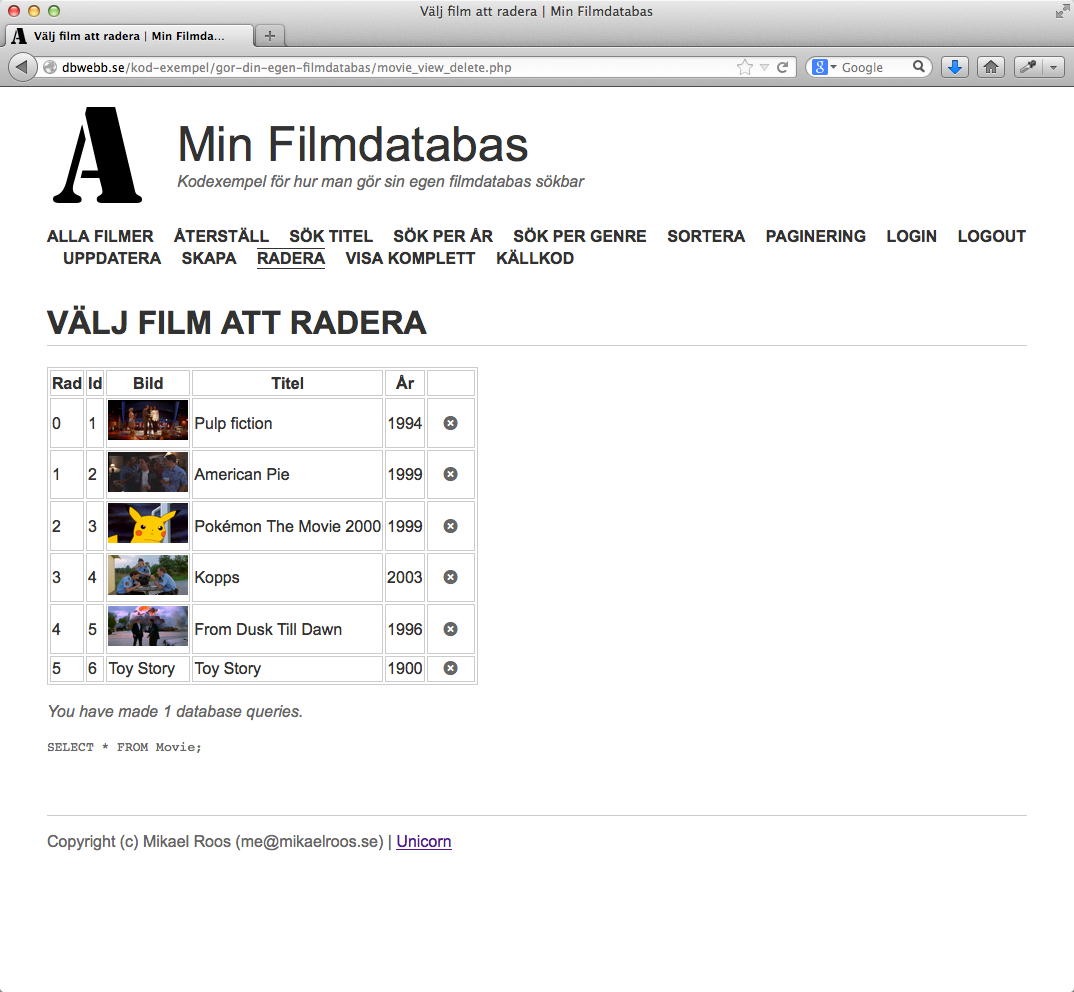 Välj film att radera | Min Filmdatabas
Välj film att radera | Min Filmda...
dbwebb.se/kod-exempel/gor-din-egen-filmdatabas/movie_view_delete.php
Google
A
Min Filmdatabas
Kodexempel för hur man gör sin egen filmdatabas sökbar
ALLA FILMER ÅTERSTÄLL SÖK TITEL SÖK PER ÅR SÖK PER GENRE SORTERA PAGINERING LOGIN LOGOUT
UPPDATERA SKAPA RADERA VISA KOMPLETT KÄLLKOD
VÄLJ FILM ATT RADERA
Rad Id Bild Titel År
0 1 Pulp fiction 1994
1 2 American Pie 1999
2 3 Pokémon The Movie 2000 1999
3 4 Kopps 2003
4 5 From Dusk Till Dawn 1996
5 6 Toy Story Toy Story 1900
You have made 1 database queries.
SELECT * FROM Movie;
Copyright (c) Mikael Roos (me@mikaelroos.se) | Unicorn